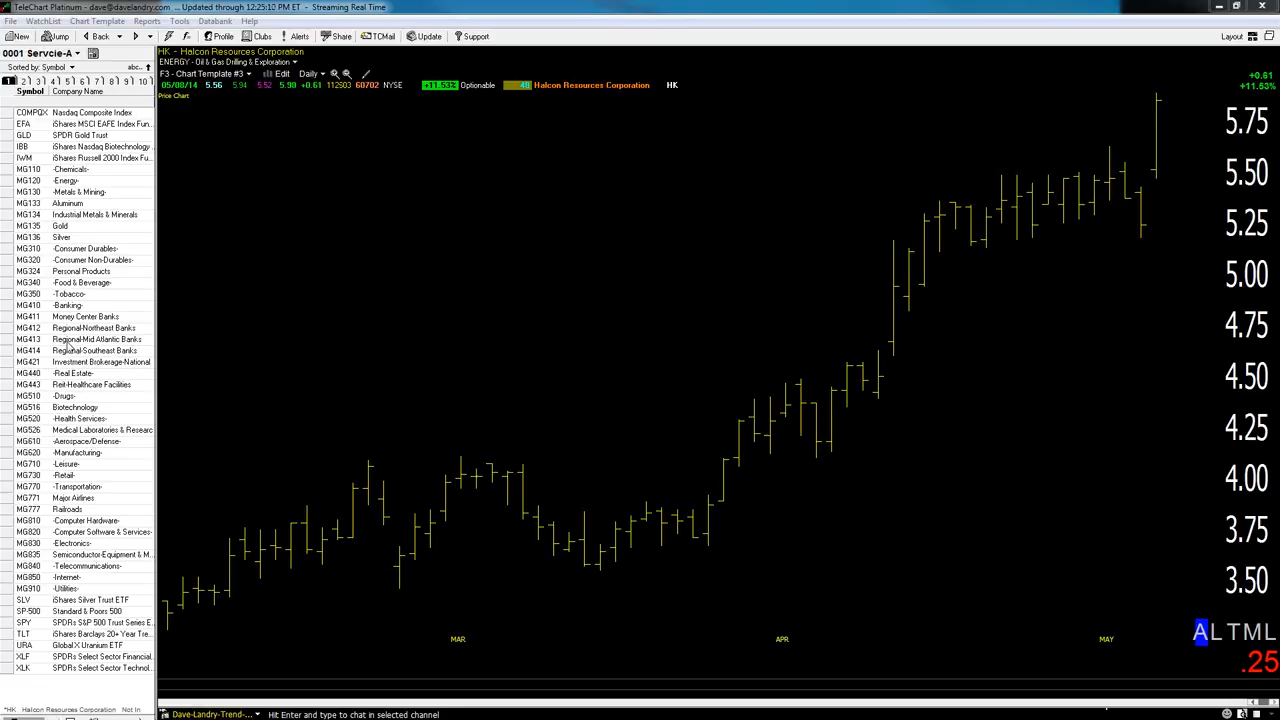 TeleChart Platinum - dave@davelandry.com ... Updated through 12:25:10 PM ET - Streaming Real Time
File WatchList Chart Template Reports Tools Databank Help
New Jump Back Profile Clubs Alerts Share TCMail Update Support Layout
0001 Servcie-A
Sorted by: Symbol abc..
1 2 3 4 5 6 7 8 9 10
Symbol Company Name
COMPQX Nasdaq Composite Index
EFA iShares MSCI EAFE Index Fun...
GLD SPDR Gold Trust
IBB iShares Nasdaq Biotechnology ...
IWM iShares Russell 2000 Index Fu...
MG110 -Chemicals-
MG120 -Energy-
MG130 -Metals & Mining-
MG133 Aluminum
MG134 Industrial Metals & Minerals
MG135 Gold
MG136 Silver
MG310 -Consumer Durables-
MG320 -Consumer Non-Durables-
MG324 Personal Products
MG340 -Food & Beverage-
MG350 -Tobacco-
MG410 -Banking-
MG411 Money Center Banks
MG412 Regional-Northeast Banks
MG413 Regional-Mid Atlantic Banks
MG414 Regional-Southeast Banks
MG421 Investment Brokerage-National
MG440 -Real Estate-
MG443 Reit-Healthcare Facilities
MG510 -Drugs-
MG516 Biotechnology
MG520 -Health Services-
MG526 Medical Laboratories & Researc
MG610 -Aerospace/Defense-
MG620 -Manufacturing-
MG710 -Leisure-
MG730 -Retail-
MG770 -Transportation-
MG771 Major Airlines
MG777 Railroads
MG810 -Computer Hardware-
MG820 -Computer Software & Services-
MG830 -Electronics-
MG835 Semiconductor-Equipment & M...
MG840 -Telecommunications-
MG850 -Internet-
MG910 -Utilities-
SLV iShares Silver Trust ETF
SP-500 Standard & Poors 500
SPY SPDRs S&P 500 Trust Series E...
TLT iShares Barclays 20+ Year Tre...
URA Global X Uranium ETF
XLF SPDRs Select Sector Financial...
XLK SPDRs Select Sector Technol...
*HK Halcon Resources Corporation Not In
HK - Halcon Resources Corporation
ENERGY - Oil & Gas Drilling & Exploration
F3 - Chart Template #3 Edit Daily
05/08/14 5.56 5.94 5.52 5.90 +0.61 112503 60702 NYSE +11.53% Optionable 48 Halcon Resources Corporation HK
Price Chart
+0.61
+11.53%
5.75
5.50
5.25
5.00
4.75
4.50
4.25
4.00
3.75
3.50
ALTML
.25
MAR APR MAY
Dave-Landry-Trend-... Hit Enter and type to chat in selected channel